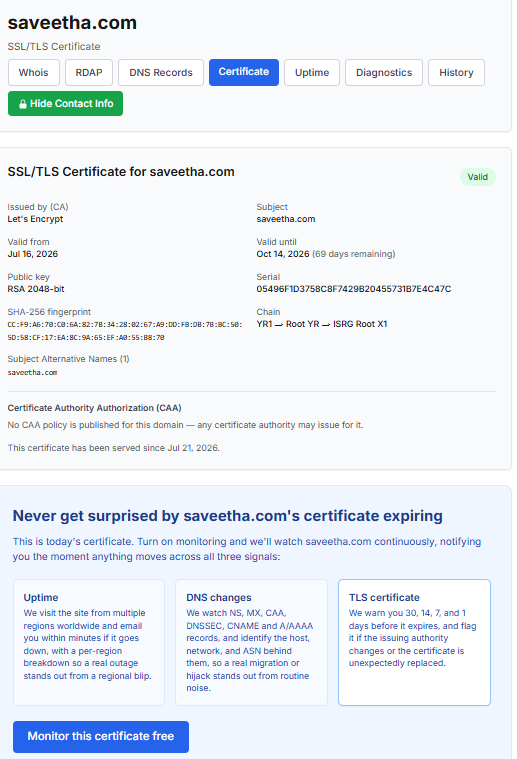 saveetha.com
SSL/TLS Certificate
Whois
RDAP
DNS Records
Certificate
Uptime
Diagnostics
History
Hide Contact Info
SSL/TLS Certificate for saveetha.com
Valid
Issued by (CA)
Let's Encrypt
Subject
saveetha.com
Valid from
Jul 16, 2026
Valid until
Oct 14, 2026 (69 days remaining)
Public key
RSA 2048-bit
Serial
05496F1D3758C8F7429B20455731B7E4C47C
SHA-256 fingerprint
CC:F9:A6:70:C0:6A:82:7B:34:28:02:67:A9:DD:FB:DB:7B:BC:50:
5D:58:CF:17:EA:8C:9A:65:EF:A0:55:B8:70
Chain
YR1 → Root YR → ISRG Root X1
Subject Alternative Names (1)
saveetha.com
Certificate Authority Authorization (CAA)
No CAA policy is published for this domain — any certificate authority may issue for it.
This certificate has been served since Jul 21, 2026.
Never get surprised by saveetha.com's certificate expiring
This is today's certificate. Turn on monitoring and we'll watch saveetha.com continuously, notifying
you the moment anything moves across all three signals:
Uptime
We visit the site from multiple
regions worldwide and email
you within minutes if it goes
down, with a per-region
breakdown so a real outage
stands out from a regional blip.
DNS changes
We watch NS, MX, CAA,
DNSSEC, CNAME and A/AAAA
records, and identify the host,
network, and ASN behind
them, so a real migration or
hijack stands out from routine
noise.
TLS certificate
We warn you 30, 14, 7, and 1
days before it expires, and flag
it if the issuing authority
changes or the certificate is
unexpectedly replaced.
Monitor this certificate free